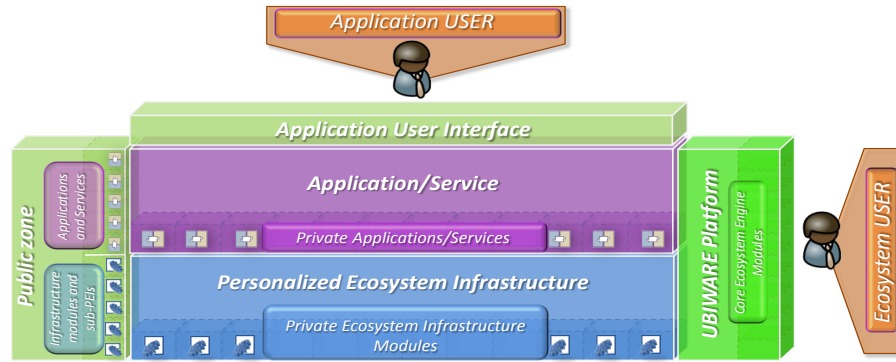 Application USER
Application User Interface
Public zone
Applications
and Services
Infrastructure
modules and
sub-PEIs
Application/Service
Private Applications/Services
Personalized Ecosystem Infrastructure
Private Ecosystem Infrastructure
Modules
UBIWARE Platform
Core Ecosystem Engine
Modules
Ecosystem USER